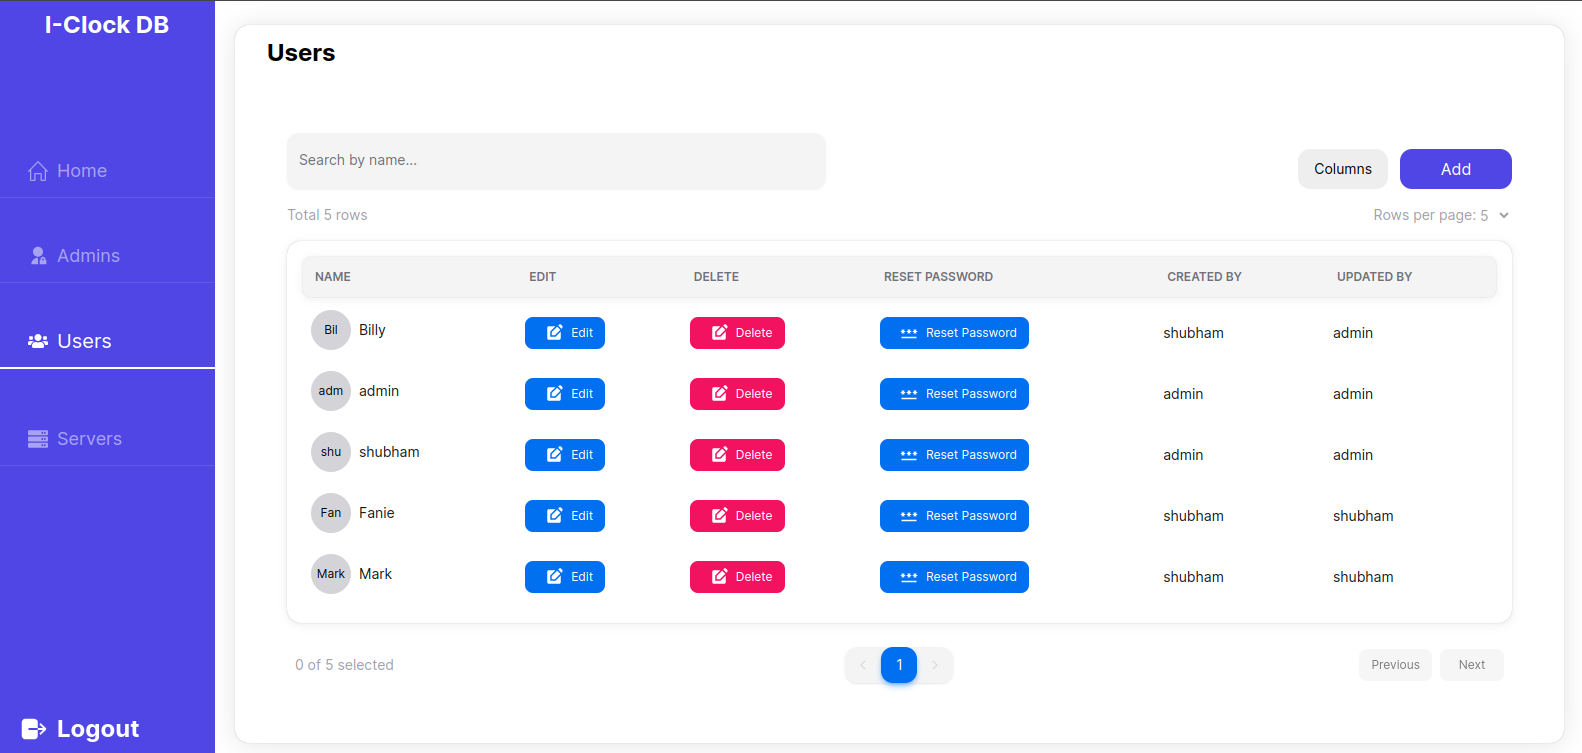 I-Clock DB
Home
Admins
Users
Servers
Logout
Users
Search by name...
Columns
Add
Total 5 rows
Rows per page: 5
NAME EDIT DELETE RESET PASSWORD CREATED BY UPDATED BY
Bil Billy Edit Delete Reset Password shubham admin
adm admin Edit Delete Reset Password admin admin
shu shubham Edit Delete Reset Password admin admin
Fan Fanie Edit Delete Reset Password shubham shubham
Mark Mark Edit Delete Reset Password shubham shubham
0 of 5 selected
1
Previous Next